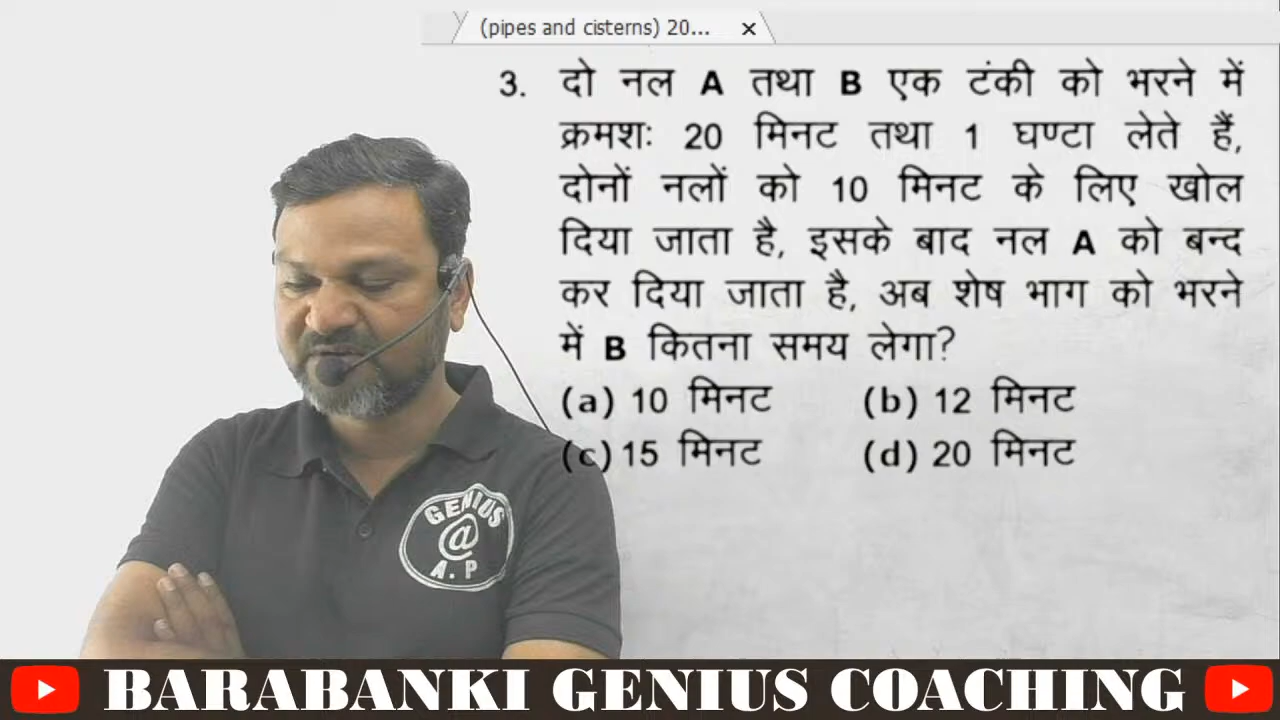 (pipes and cisterns) 20... ×
3. दो नल A तथा B एक टंकी को भरने में
क्रमशः 20 मिनट तथा 1 घण्टा लेते हैं,
दोनों नलों को 10 मिनट के लिए खोल
दिया जाता है, इसके बाद नल A को बन्द
कर दिया जाता है, अब शेष भाग को भरने
में B कितना समय लेगा?
(a) 10 मिनट (b) 12 मिनट
(c) 15 मिनट (d) 20 मिनट
GENIUS
@
A.P
BARABANKI GENIUS COACHING